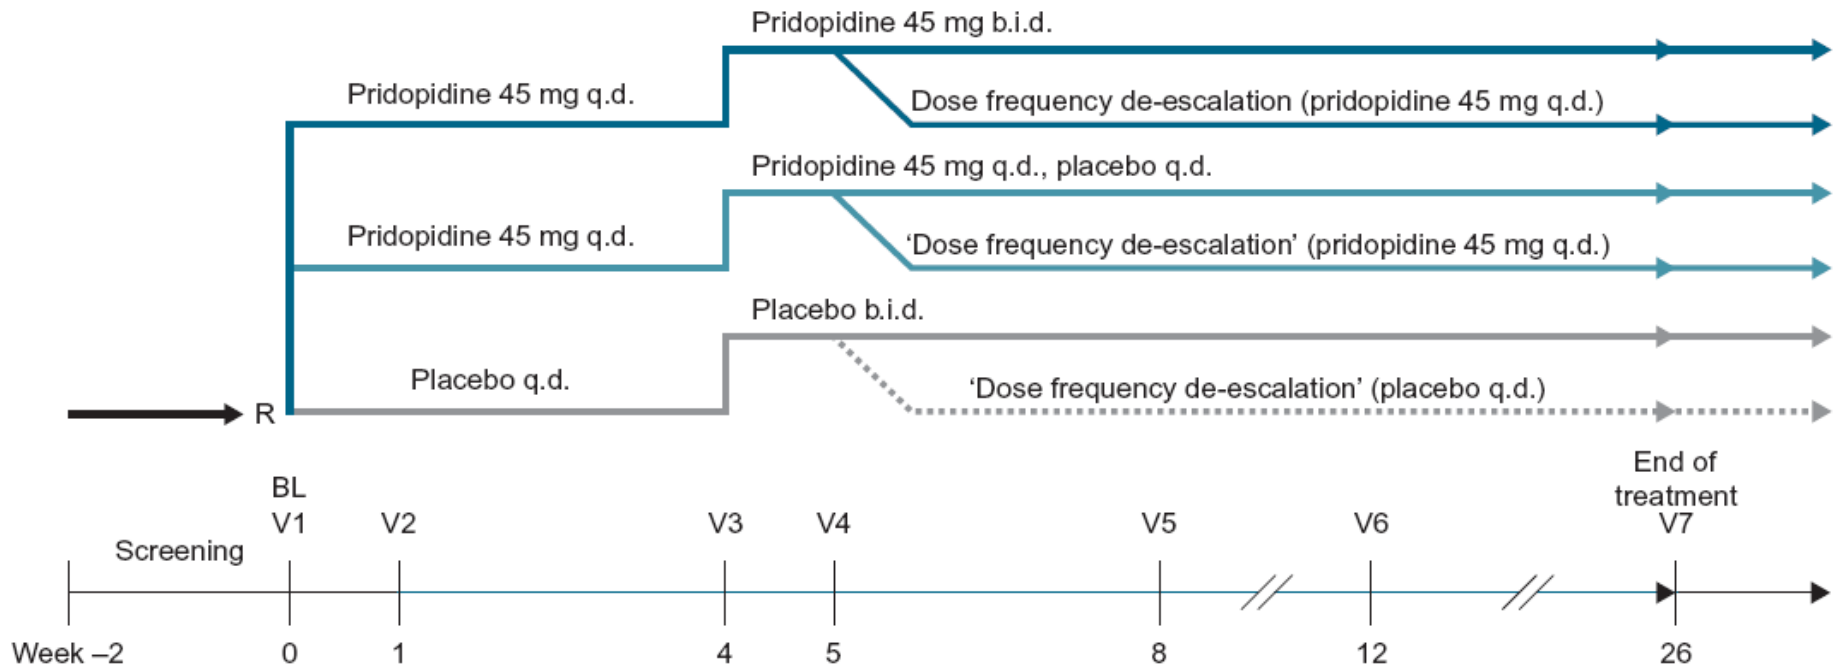 Pridopidine 45 mg b.i.d.
Pridopidine 45 mg q.d.
Dose frequency de-escalation (pridopidine 45 mg q.d.)
Pridopidine 45 mg q.d., placebo q.d.
Pridopidine 45 mg q.d.
‘Dose frequency de-escalation’ (pridopidine 45 mg q.d.)
Placebo b.i.d.
Placebo q.d.
‘Dose frequency de-escalation’ (placebo q.d.)
R
End of
treatment
BL
V1 V2 V3 V4 V5 V6 V7
Screening
Week –2 0 1 4 5 8 12 26